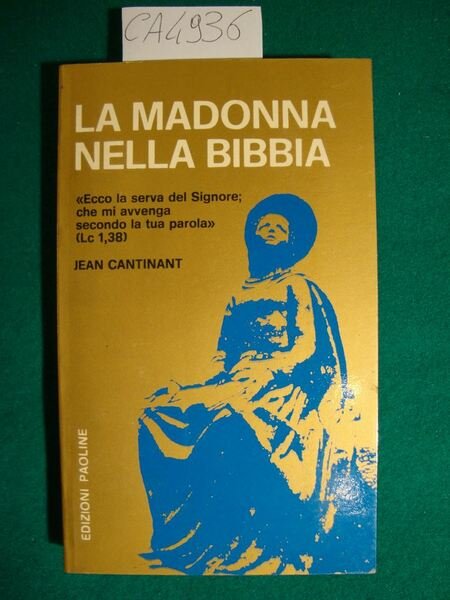 CA4936
LA MADONNA
NELLA BIBBIA
«Ecco la serva del Signore;
che mi avvenga
secondo la tua parola»
(Lc 1,38)
JEAN CANTINANT
EDIZIONI PAOLINE